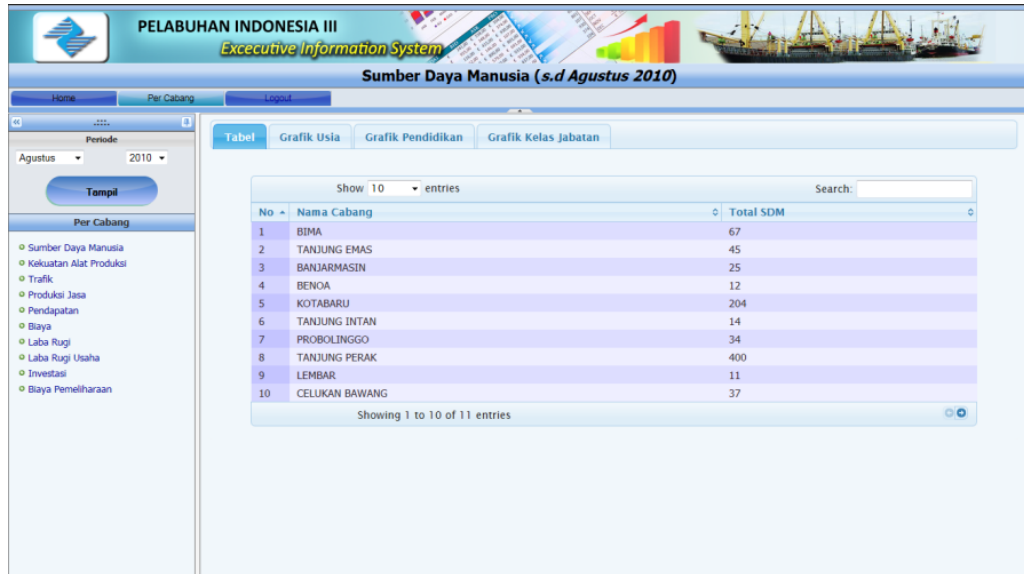 PELABUHAN INDONESIA III
Excecutive Information System
Sumber Daya Manusia (s.d Agustus 2010)
Home Per Cabang Logout
Periode
Agustus 2010
Tampil
Per Cabang
Sumber Daya Manusia
Kekuatan Alat Produksi
Trafik
Produksi Jasa
Pendapatan
Biaya
Laba Rugi
Laba Rugi Usaha
Investasi
Biaya Pemeliharaan
Tabel Grafik Usia Grafik Pendidikan Grafik Kelas Jabatan
Show 10 entries Search:
No Nama Cabang Total SDM
1 BIMA 67
2 TANJUNG EMAS 45
3 BANJARMASIN 25
4 BENOA 12
5 KOTABARU 204
6 TANJUNG INTAN 14
7 PROBOLINGGO 34
8 TANJUNG PERAK 400
9 LEMBAR 11
10 CELUKAN BAWANG 37
Showing 1 to 10 of 11 entries